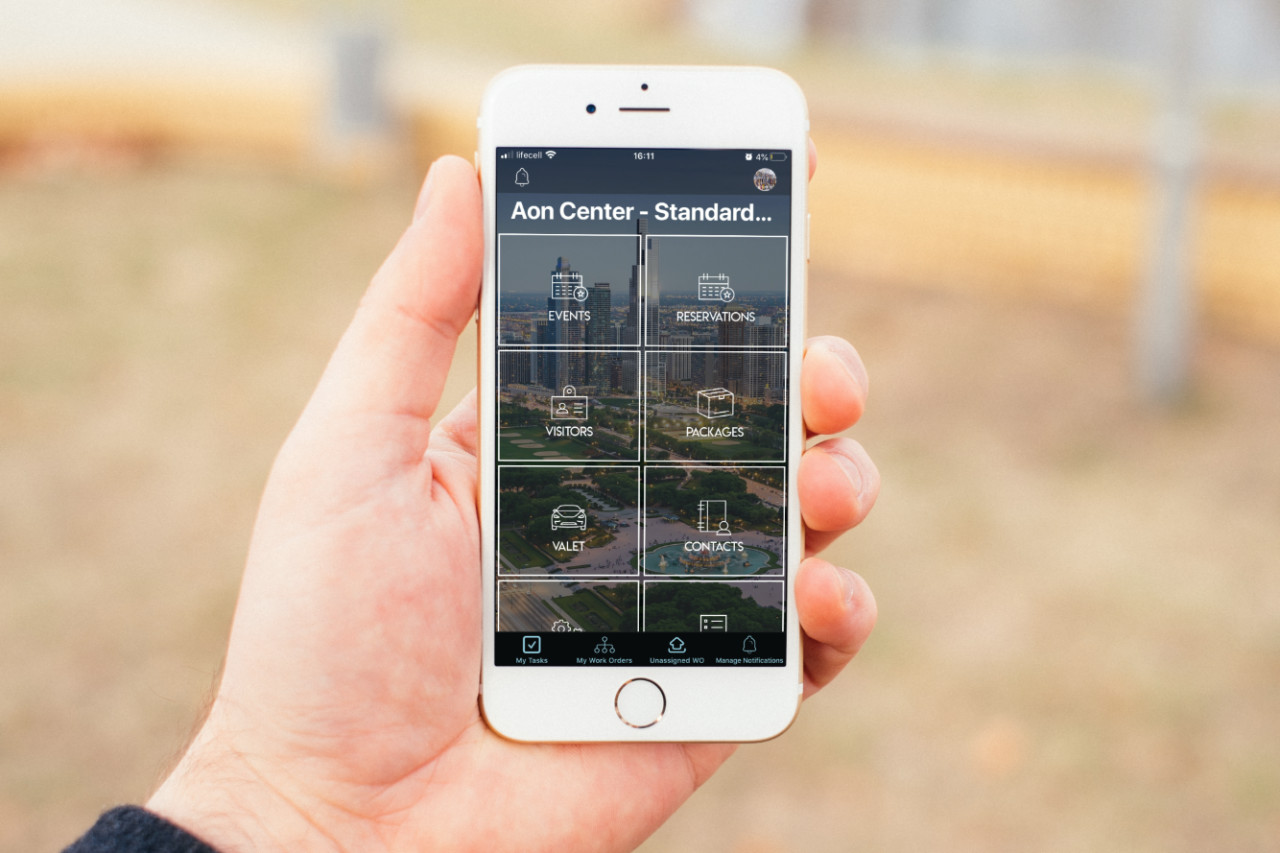 lifecell 16:11 4%
Aon Center - Standard...
EVENTS RESERVATIONS
VISITORS PACKAGES
VALET CONTACTS
My Tasks My Work Orders Unassigned WO Manage Notifications